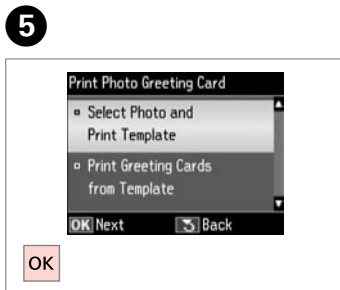 5
Print Photo Greeting Card
Select Photo and
Print Template
Print Greeting Cards
from Template
OK Next Back
OK